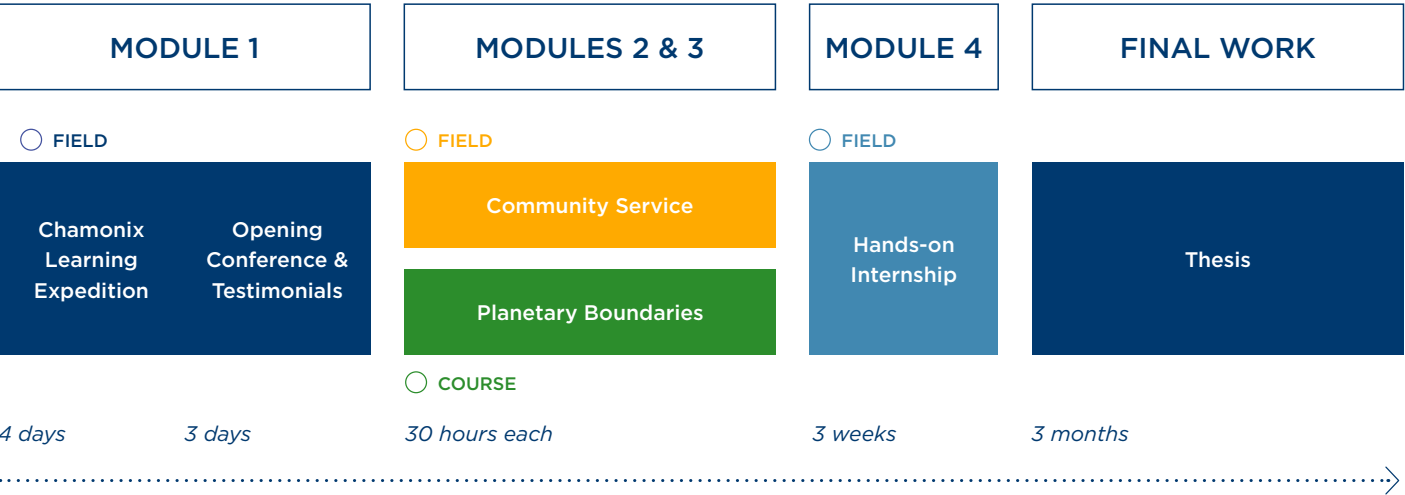 MODULE 1
MODULES 2 & 3
MODULE 4
FINAL WORK
FIELD
FIELD
FIELD
Chamonix
Learning
Expedition
Opening
Conference &
Testimonials
Community Service
Planetary Boundaries
Hands-on
Internship
Thesis
COURSE
4 days
3 days
30 hours each
3 weeks
3 months